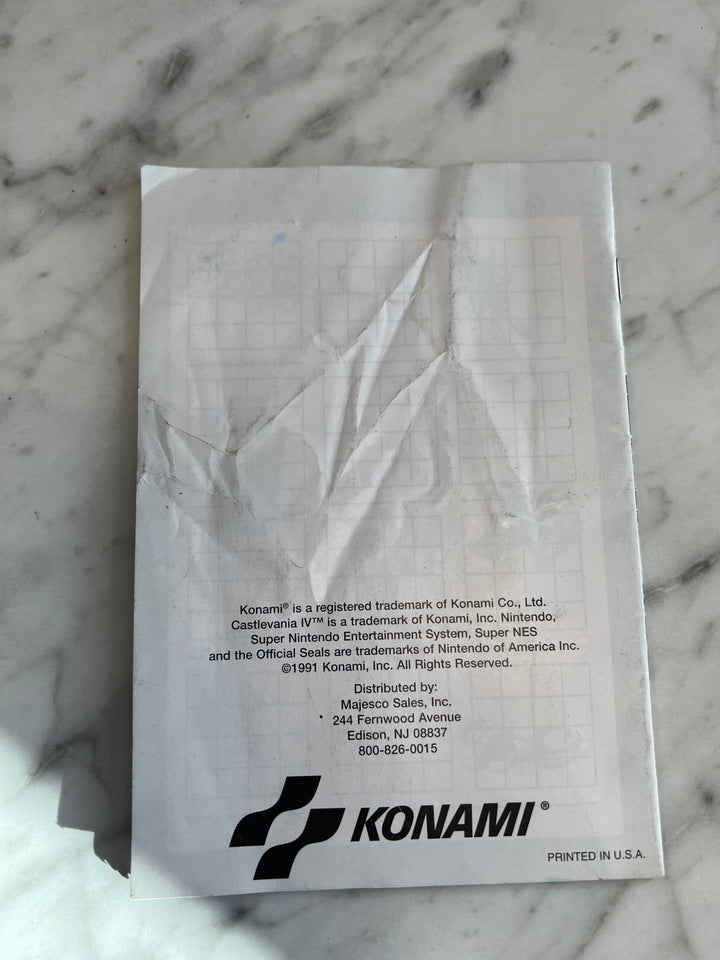 Konami® is a registered trademark of Konami Co., Ltd.
Castlevania IV™ is a trademark of Konami, Inc. Nintendo,
Super Nintendo Entertainment System, Super NES
and the Official Seals are trademarks of Nintendo of America Inc.
©1991 Konami, Inc. All Rights Reserved.
Distributed by:
Majesco Sales, Inc.
244 Fernwood Avenue
Edison, NJ 08837
800-826-0015
KONAMI®
PRINTED IN U.S.A.